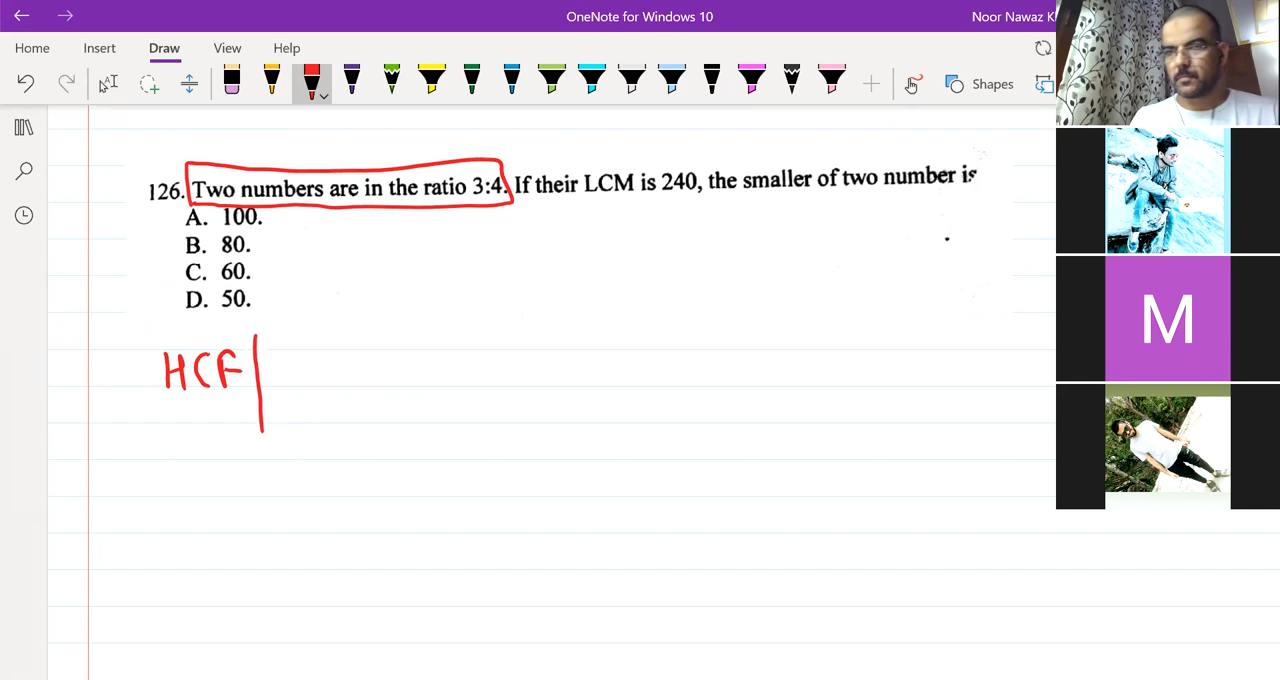 OneNote for Windows 10
Noor Nawaz K
Home Insert Draw View Help
Shapes
126. Two numbers are in the ratio 3:4. If their LCM is 240, the smaller of two number is
A. 100.
B. 80.
C. 60.
D. 50.
HCF
M